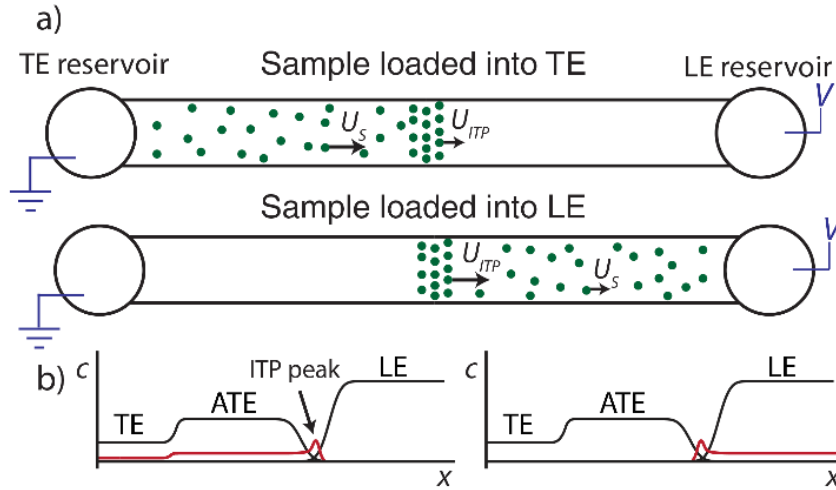 a)
TE reservoir
Sample loaded into TE
LE reservoir
V
U_S
U_ITP
Sample loaded into LE
V
U_ITP
U_S
b)
c
ITP peak
LE
TE
ATE
x
c
LE
TE
ATE
x